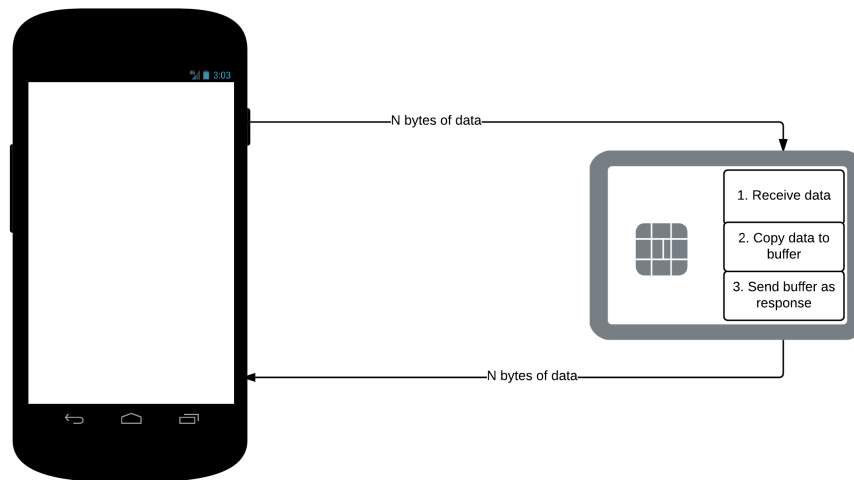 3:03
N bytes of data
1. Receive data
2. Copy data to
buffer
3. Send buffer as
response
N bytes of data